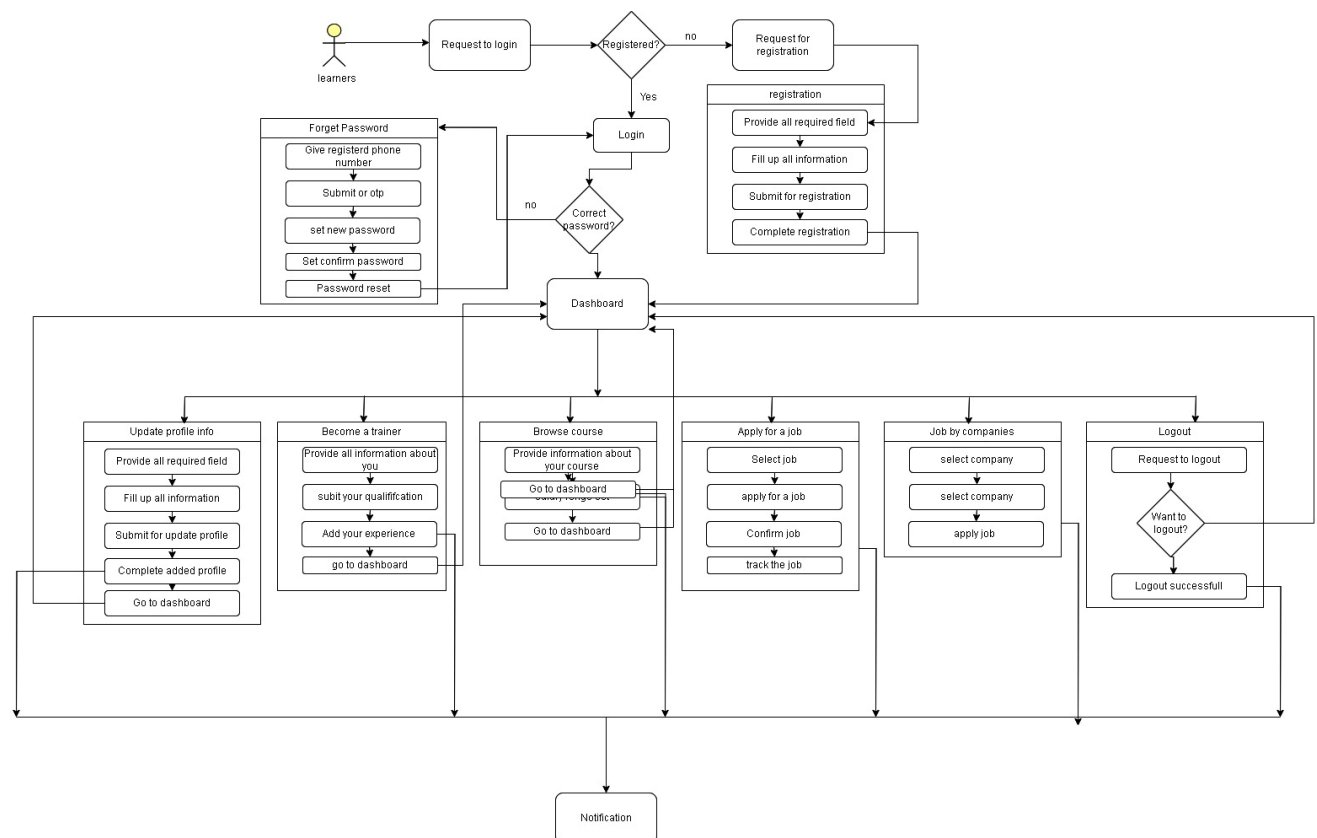 learners
Request to login
Registered?
no
Request for
registration
Yes
registration
Provide all required field
Fill up all information
Submit for registration
Complete registration
Login
Forget Password
Give registerd phone
number
Submit or otp
set new password
Set confirm password
Password reset
no
Correct
password?
Dashboard
Update profile info
Provide all required field
Fill up all information
Submit for update profile
Complete added profile
Go to dashboard
Become a trainer
Provide all information about
you
subit your qualififcation
Add your experience
go to dashboard
Browse course
Provide information about
your course
Go to dashboard
Go to dashboard
Apply for a job
Select job
apply for a job
Confirm job
track the job
Job by companies
select company
select company
apply job
Logout
Request to logout
Want to
logout?
Logout successfull
Notification